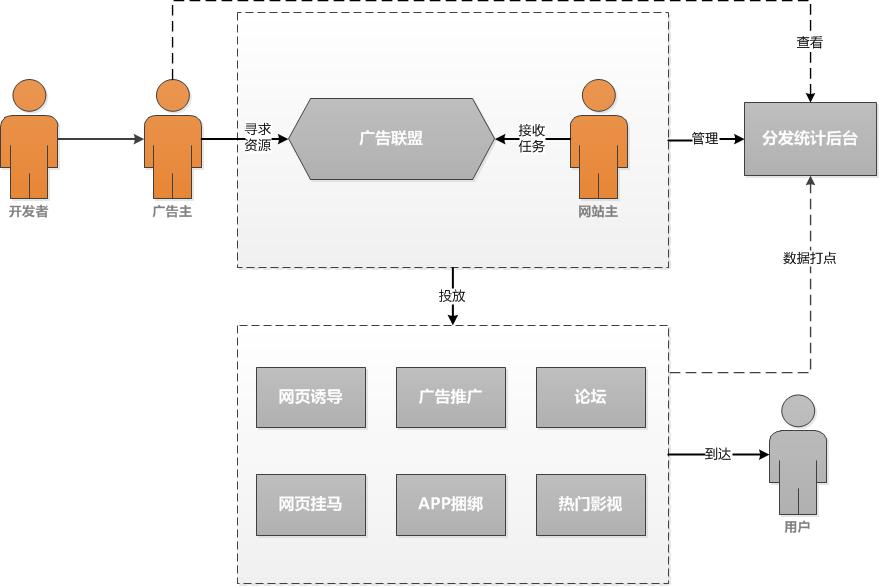 查看
寻求
资源
广告联盟
接收
任务
管理
分发统计后台
开发者
广告主
网站主
数据打点
投放
网页诱导
广告推广
论坛
到达
网页挂马
APP捆绑
热门影视
用户